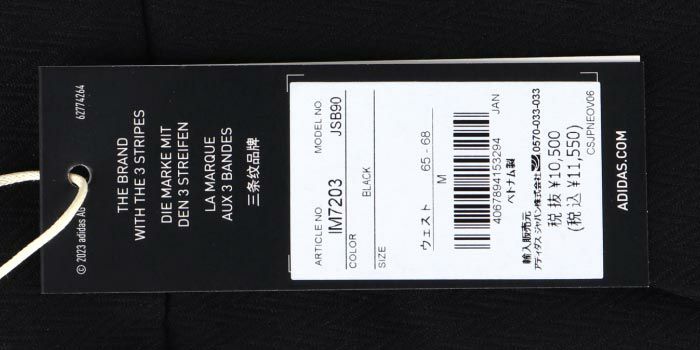 62774264
THE BRAND
WITH THE 3 STRIPES
DIE MARKE MIT
DEN 3 STREIFEN
LA MARQUE
AUX 3 BANDES
三条纹品牌
© 2023 adidas AG
ARTICLE NO MODEL NO
IM7203 JSB90
COLOR
BLACK
SIZE
ウェスト 65 - 68
M
JAN
4067894153294
ベトナム製
輸入販売元
アディダス ジャパン株式会社 0570-033-033
税 抜 ¥10,500
(税 込 ¥11,550)
CSJPNEOV06
ADIDAS.COM